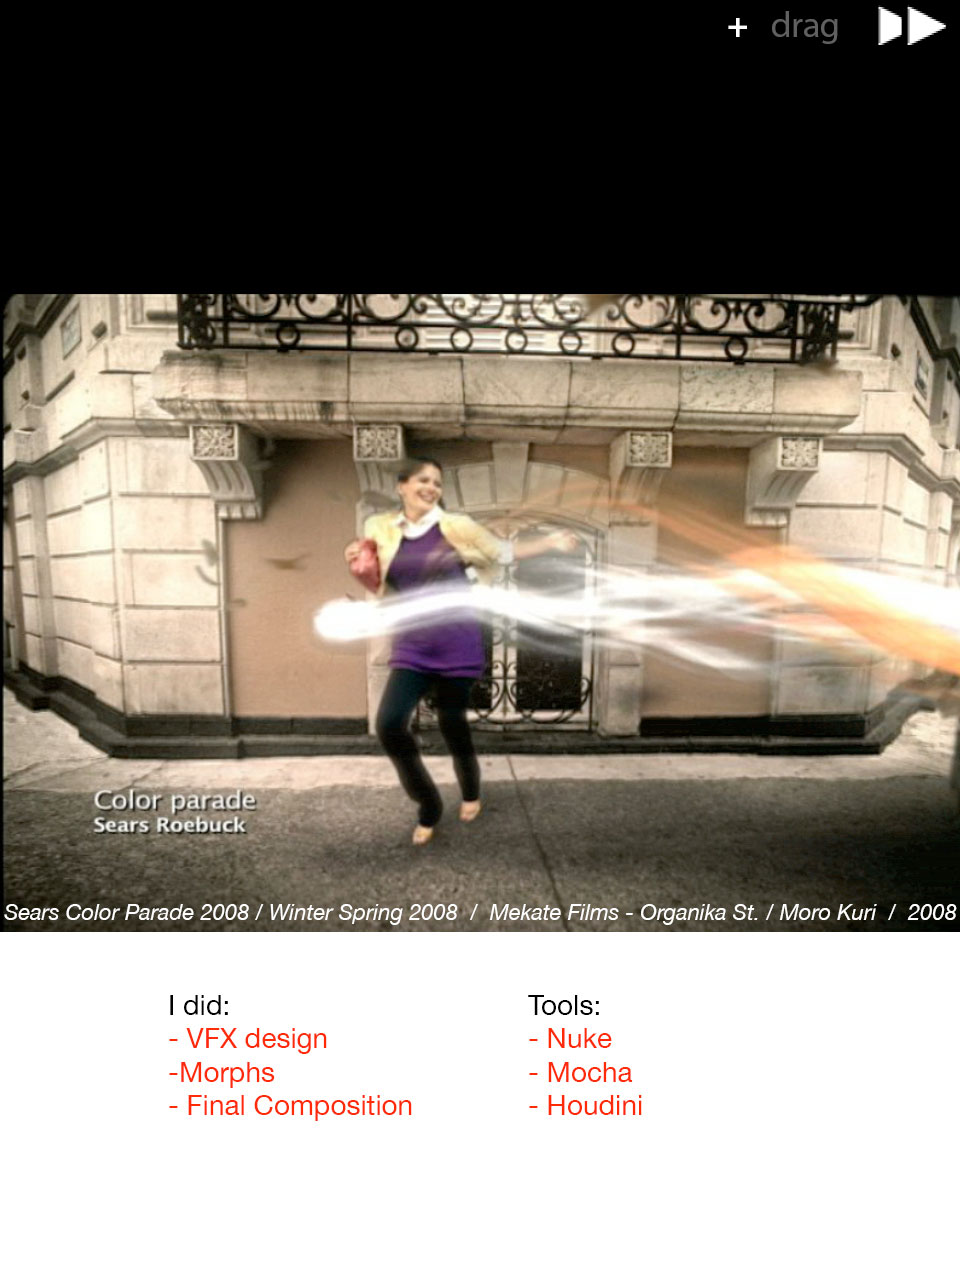 + drag
Color parade
Sears Roebuck
Sears Color Parade 2008 / Winter Spring 2008 / Mekate Films - Organika St. / Moro Kuri / 2008
I did:
- VFX design
-Morphs
- Final Composition
Tools:
- Nuke
- Mocha
- Houdini